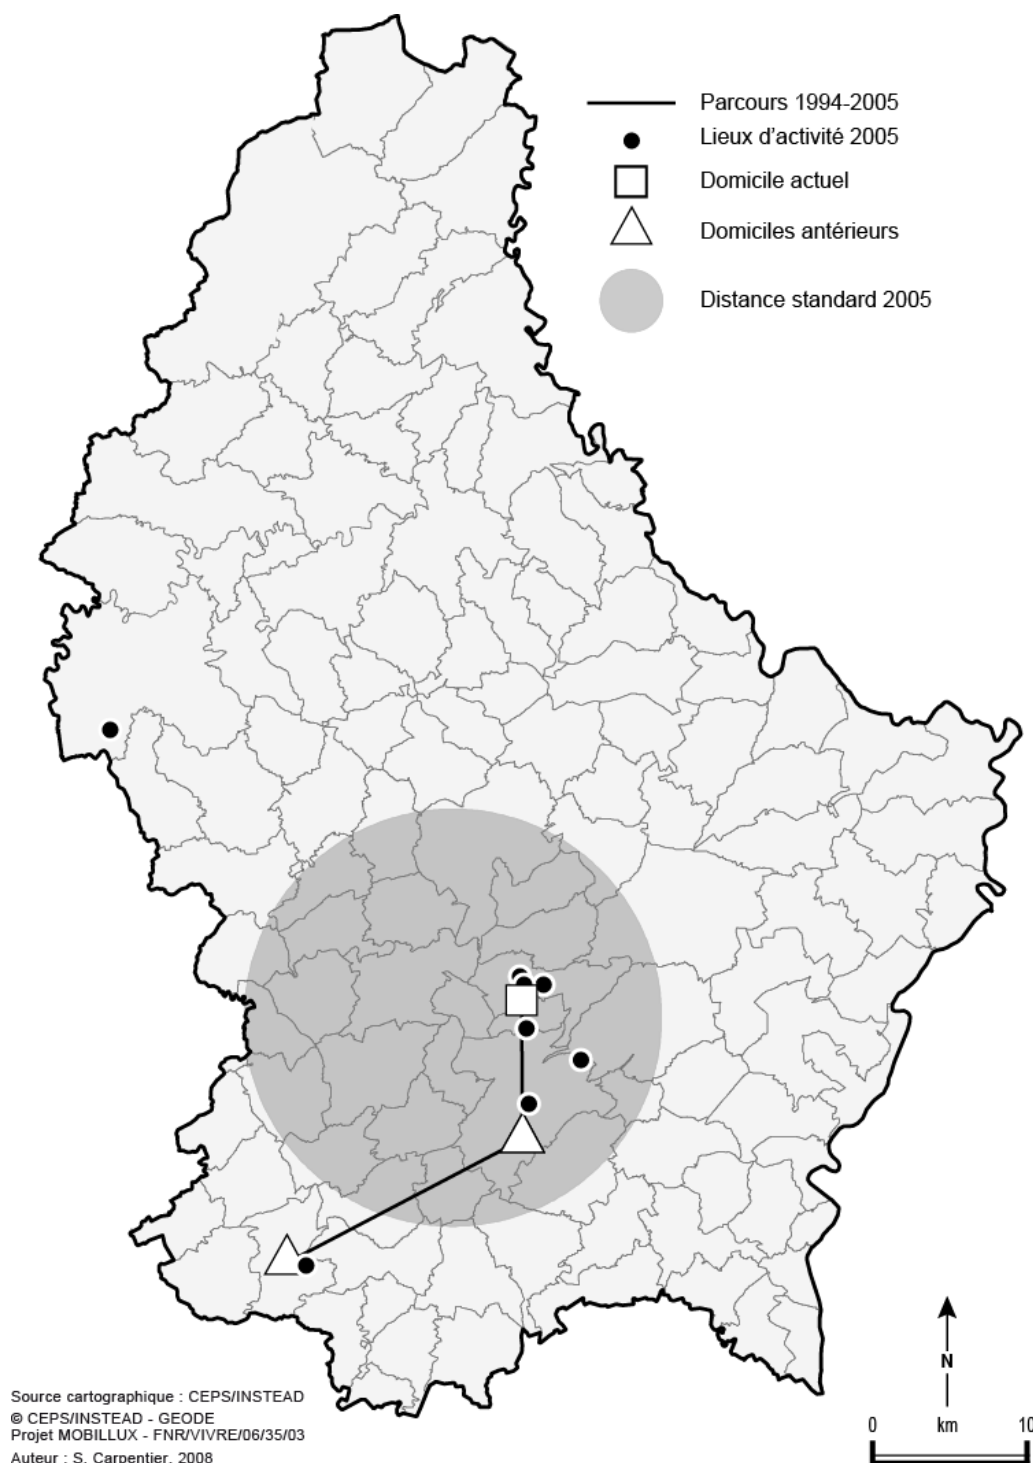 Parcours 1994-2005
Lieux d'activité 2005
Domicile actuel
Domiciles antérieurs
Distance standard 2005
N
0 km 10
Source cartographique : CEPS/INSTEAD
© CEPS/INSTEAD - GEODE
Projet MOBILLUX - FNR/VIVRE/06/35/03
Auteur : S. Carpentier, 2008